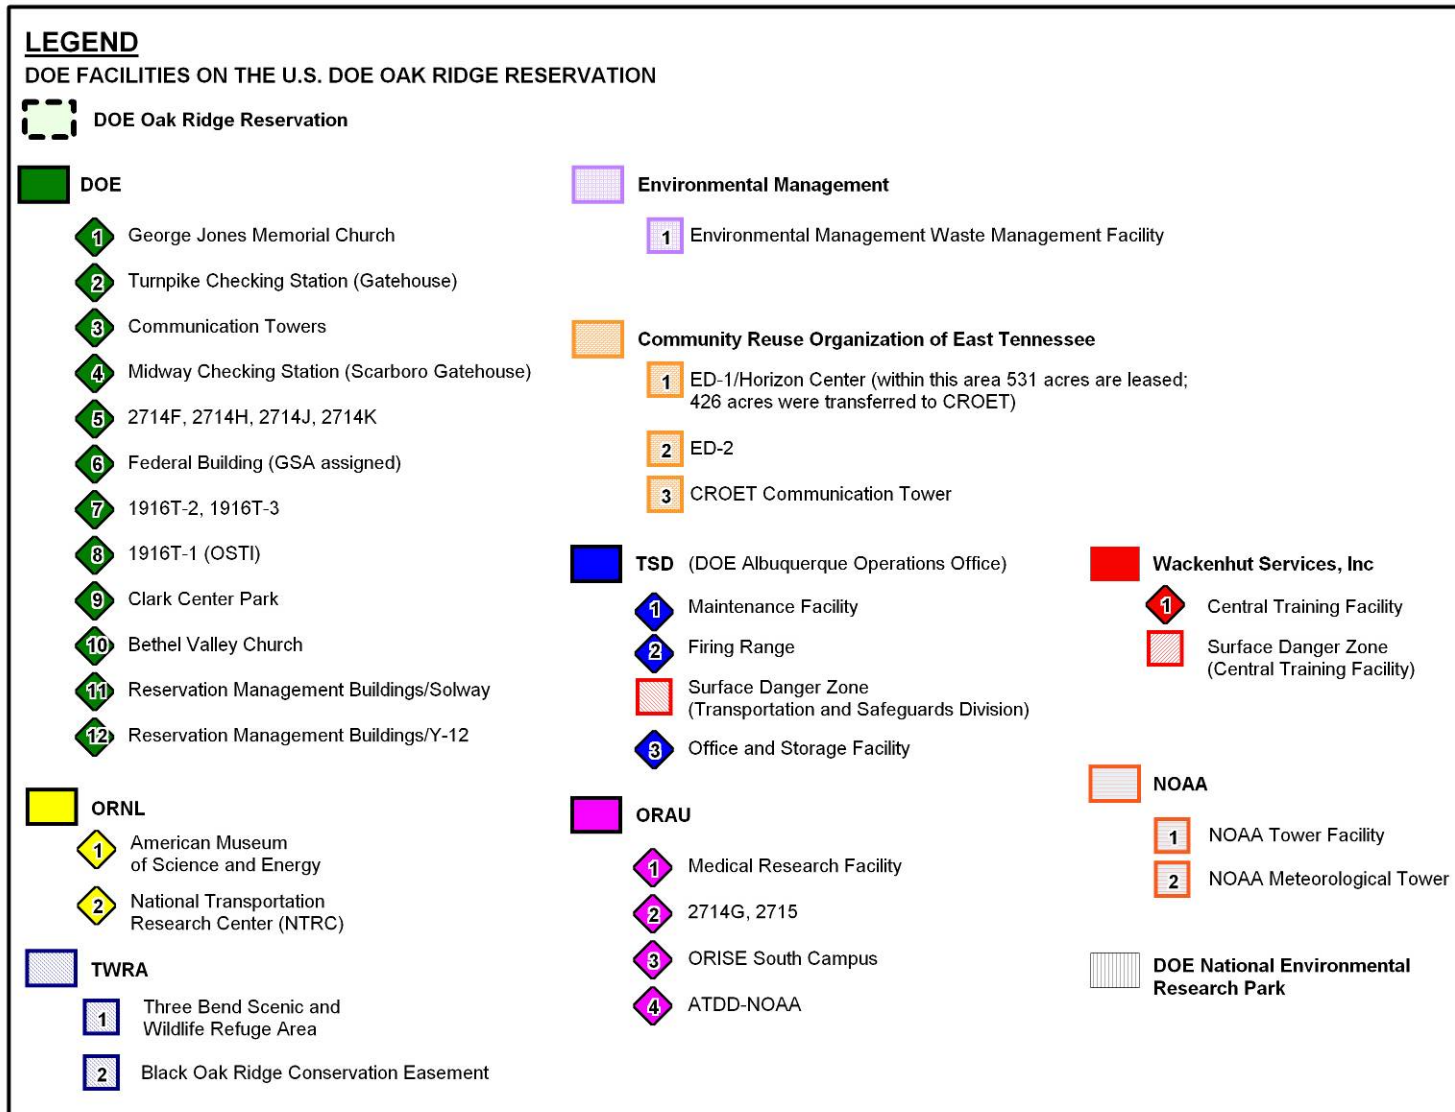 LEGEND
DOE FACILITIES ON THE U.S. DOE OAK RIDGE RESERVATION
DOE Oak Ridge Reservation
DOE
1 George Jones Memorial Church
2 Turnpike Checking Station (Gatehouse)
3 Communication Towers
4 Midway Checking Station (Scarboro Gatehouse)
5 2714F, 2714H, 2714J, 2714K
6 Federal Building (GSA assigned)
7 1916T-2, 1916T-3
8 1916T-1 (OSTI)
9 Clark Center Park
10 Bethel Valley Church
11 Reservation Management Buildings/Solway
12 Reservation Management Buildings/Y-12
ORNL
1 American Museum
of Science and Energy
2 National Transportation
Research Center (NTRC)
TWRA
1 Three Bend Scenic and
Wildlife Refuge Area
2 Black Oak Ridge Conservation Easement
Environmental Management
1 Environmental Management Waste Management Facility
Community Reuse Organization of East Tennessee
1 ED-1/Horizon Center (within this area 531 acres are leased;
426 acres were transferred to CROET)
2 ED-2
3 CROET Communication Tower
TSD (DOE Albuquerque Operations Office)
1 Maintenance Facility
2 Firing Range
Surface Danger Zone
(Transportation and Safeguards Division)
3 Office and Storage Facility
ORAU
1 Medical Research Facility
2 2714G, 2715
3 ORISE South Campus
4 ATDD-NOAA
Wackenhut Services, Inc
1 Central Training Facility
Surface Danger Zone
(Central Training Facility)
NOAA
1 NOAA Tower Facility
2 NOAA Meteorological Tower
DOE National Environmental
Research Park